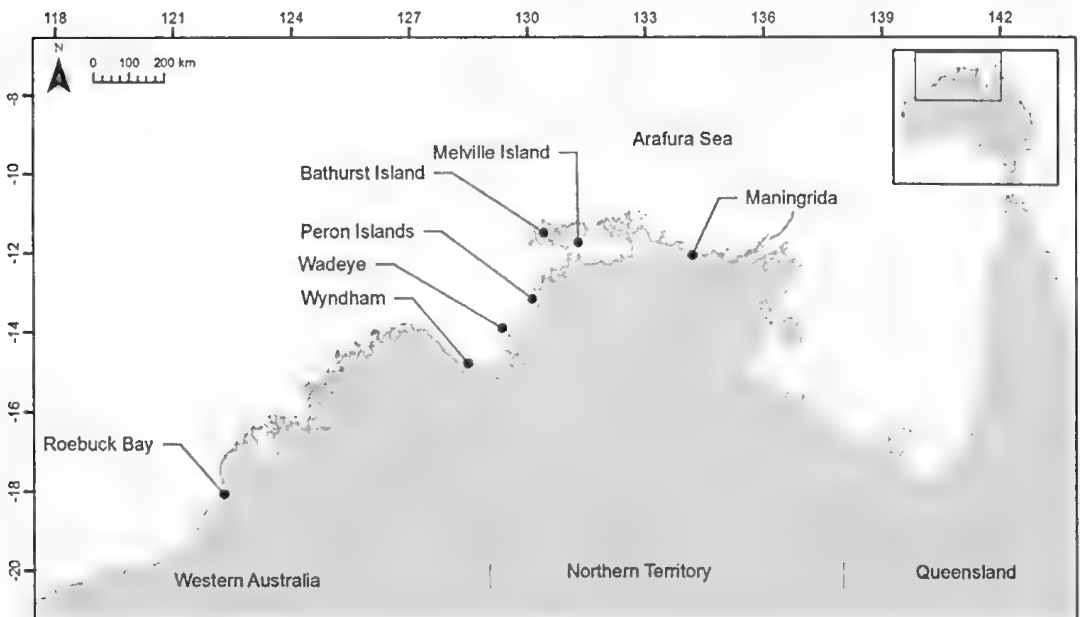 118 121 124 127 130 133 136 139 142
N
0 100 200 km
-8
Arafura Sea
Melville Island
-10
Bathurst Island
Maningrida
Peron Islands
-12
Wadeye
Wyndham
-14
-16
Roebuck Bay
-18
-20
Western Australia
Northern Territory
Queensland